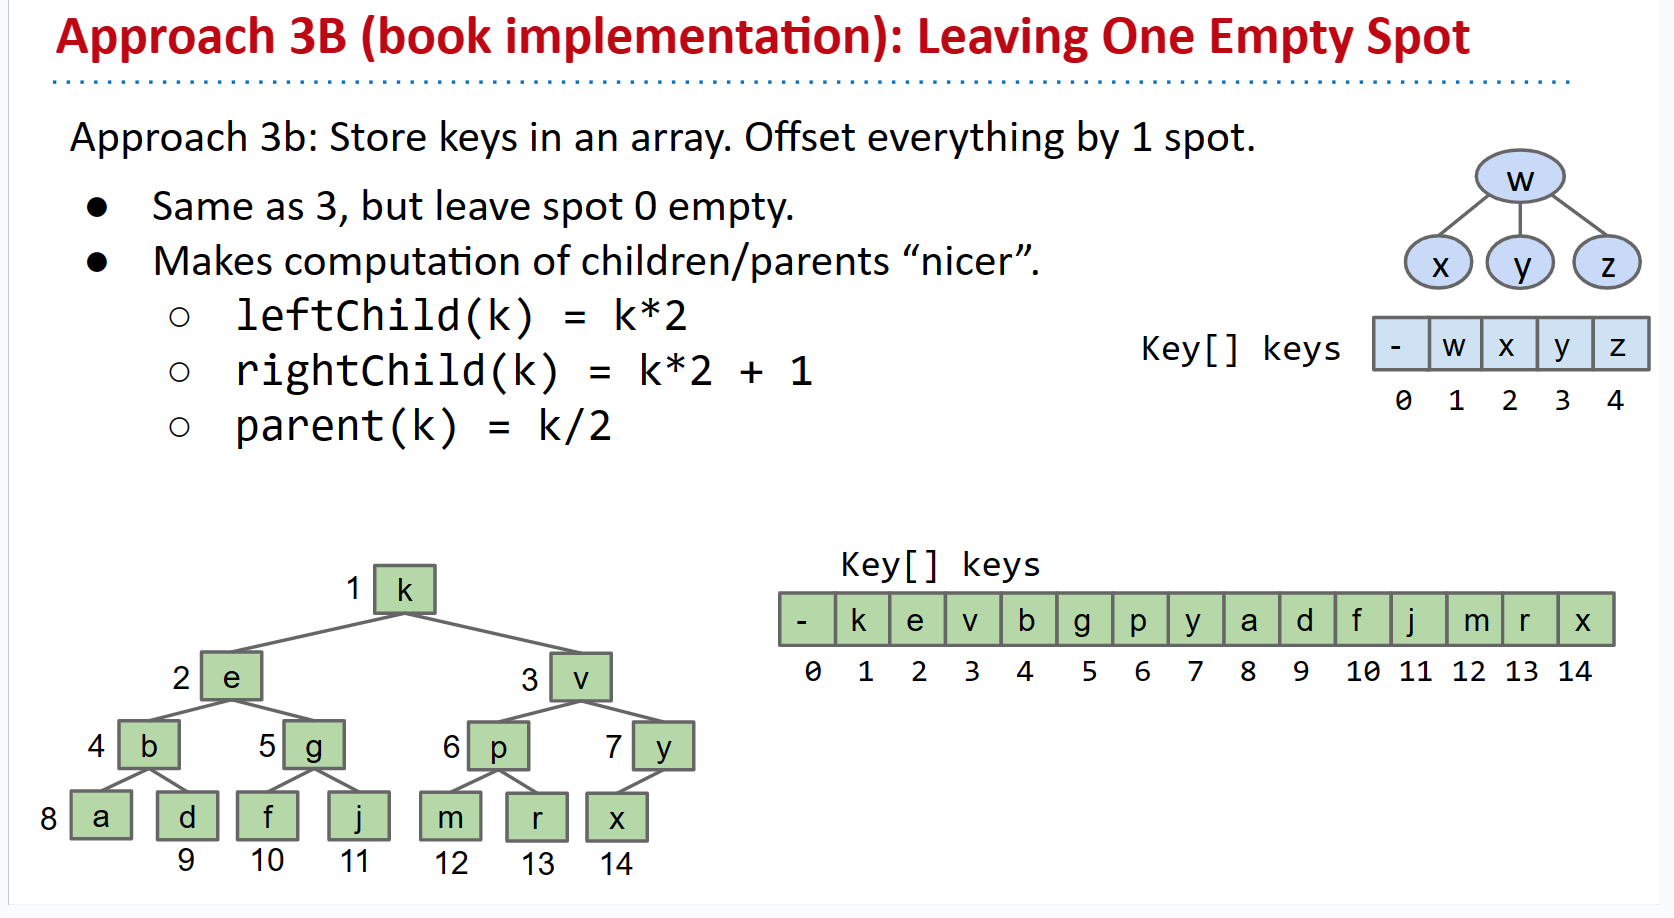 Approach 3B (book implementation): Leaving One Empty Spot
Approach 3b: Store keys in an array. Offset everything by 1 spot.
● Same as 3, but leave spot 0 empty.
● Makes computation of children/parents “nicer”.
○ leftChild(k) = k*2
○ rightChild(k) = k*2 + 1
○ parent(k) = k/2
w
x y z
Key[] keys - w x y z
0 1 2 3 4
1 k
2 e 3 v
4 b 5 g 6 p 7 y
8 a d f j m r x
9 10 11 12 13 14
Key[] keys
- k e v b g p y a d f j m r x
0 1 2 3 4 5 6 7 8 9 10 11 12 13 14